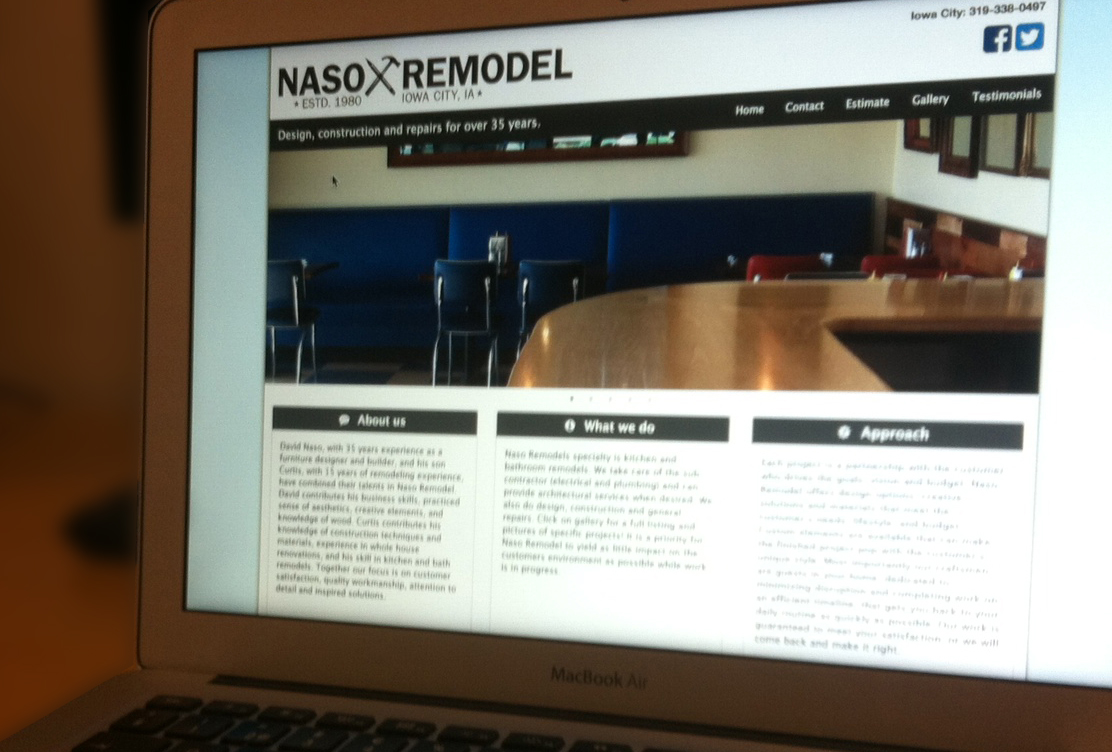 Iowa City: 319-338-0497
NASO REMODEL
★ ESTD. 1980 IOWA CITY, IA ★
Home Contact Estimate Gallery Testimonials
Design, construction and repairs for over 35 years.
About us
David Naso, with 35 years experience as a
furniture designer and builder, and his son
Curtis, with 15 years of remodeling experience,
have combined their talents in Naso Remodel.
David contributes his business skills, practiced
sense of aesthetics, creative elements, and
knowledge of wood. Curtis contributes his
knowledge of construction techniques and
materials, experience in whole house
renovations, and his skill in kitchen and bath
remodels. Together our focus is on customer
satisfaction, quality workmanship, attention to
detail and inspired solutions.
What we do
Naso Remodels specialty is kitchen and
bathroom remodels. We take care of the sub
contractor (electrical and plumbing) and can
provide architectural services when desired. We
also do design, construction and general
repairs. Click on gallery for a full listing and
pictures of specific projects! It is a priority for
Naso Remodel to yield as little impact on the
customers environment as possible while work
is in progress.
Approach
Each project is a partnership with the customer
who drives the goals, vision and budget. Naso
Remodel offers design options, creative
solutions and materials that meet the
customer's needs, lifestyle, and budget.
Custom elements are available that can make
the finished project pop with the customer's
unique style. Most importantly our craftsmen
are guests in your home, dedicated to
minimizing disruption and completing work on
an efficient timeline, that gets you back to your
daily routine as quickly as possible. Our work is
guaranteed to meet your satisfaction, or we will
come back and make it right.
MacBook Air